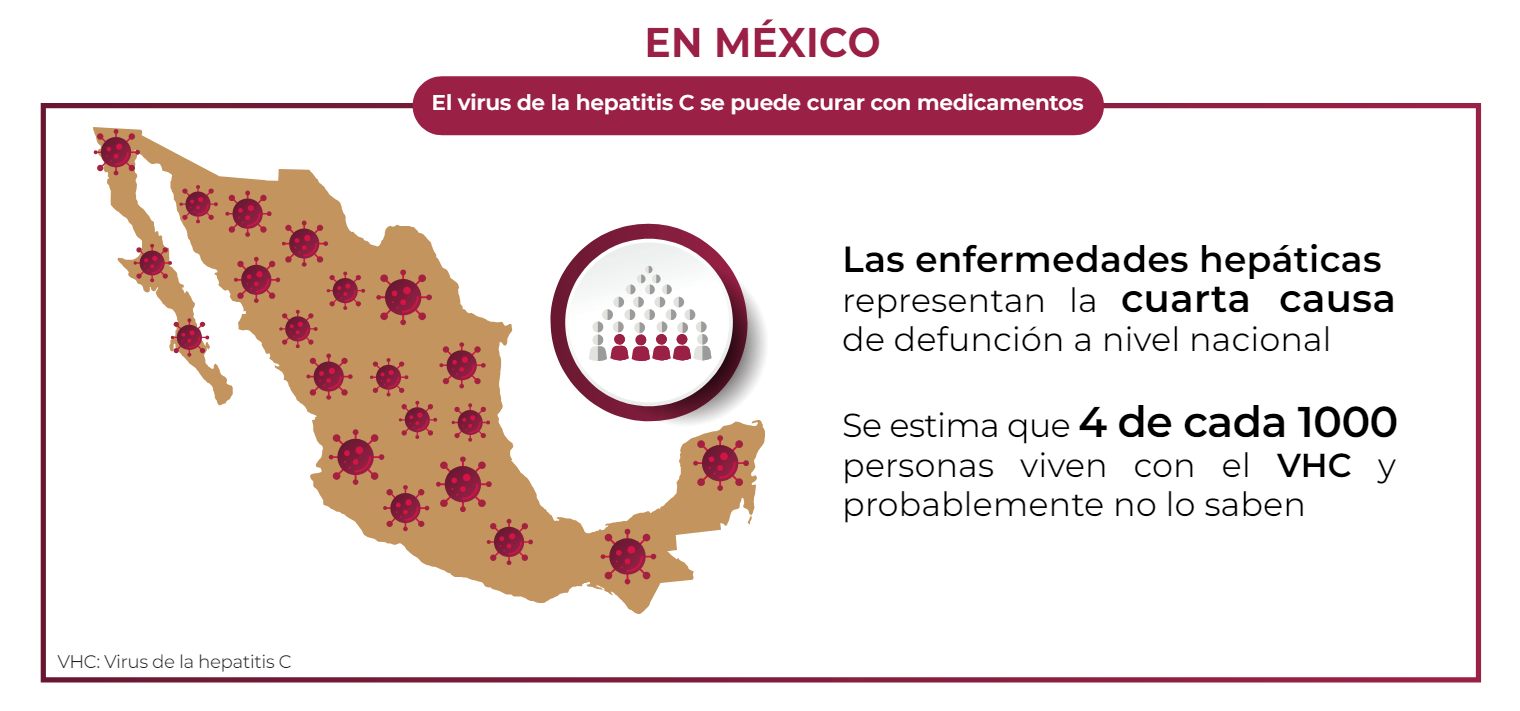 EN MÉXICO
El virus de la hepatitis C se puede curar con medicamentos
Las enfermedades hepáticas
representan la cuarta causa
de defunción a nivel nacional
Se estima que 4 de cada 1000
personas viven con el VHC y
probablemente no lo saben
VHC: Virus de la hepatitis C